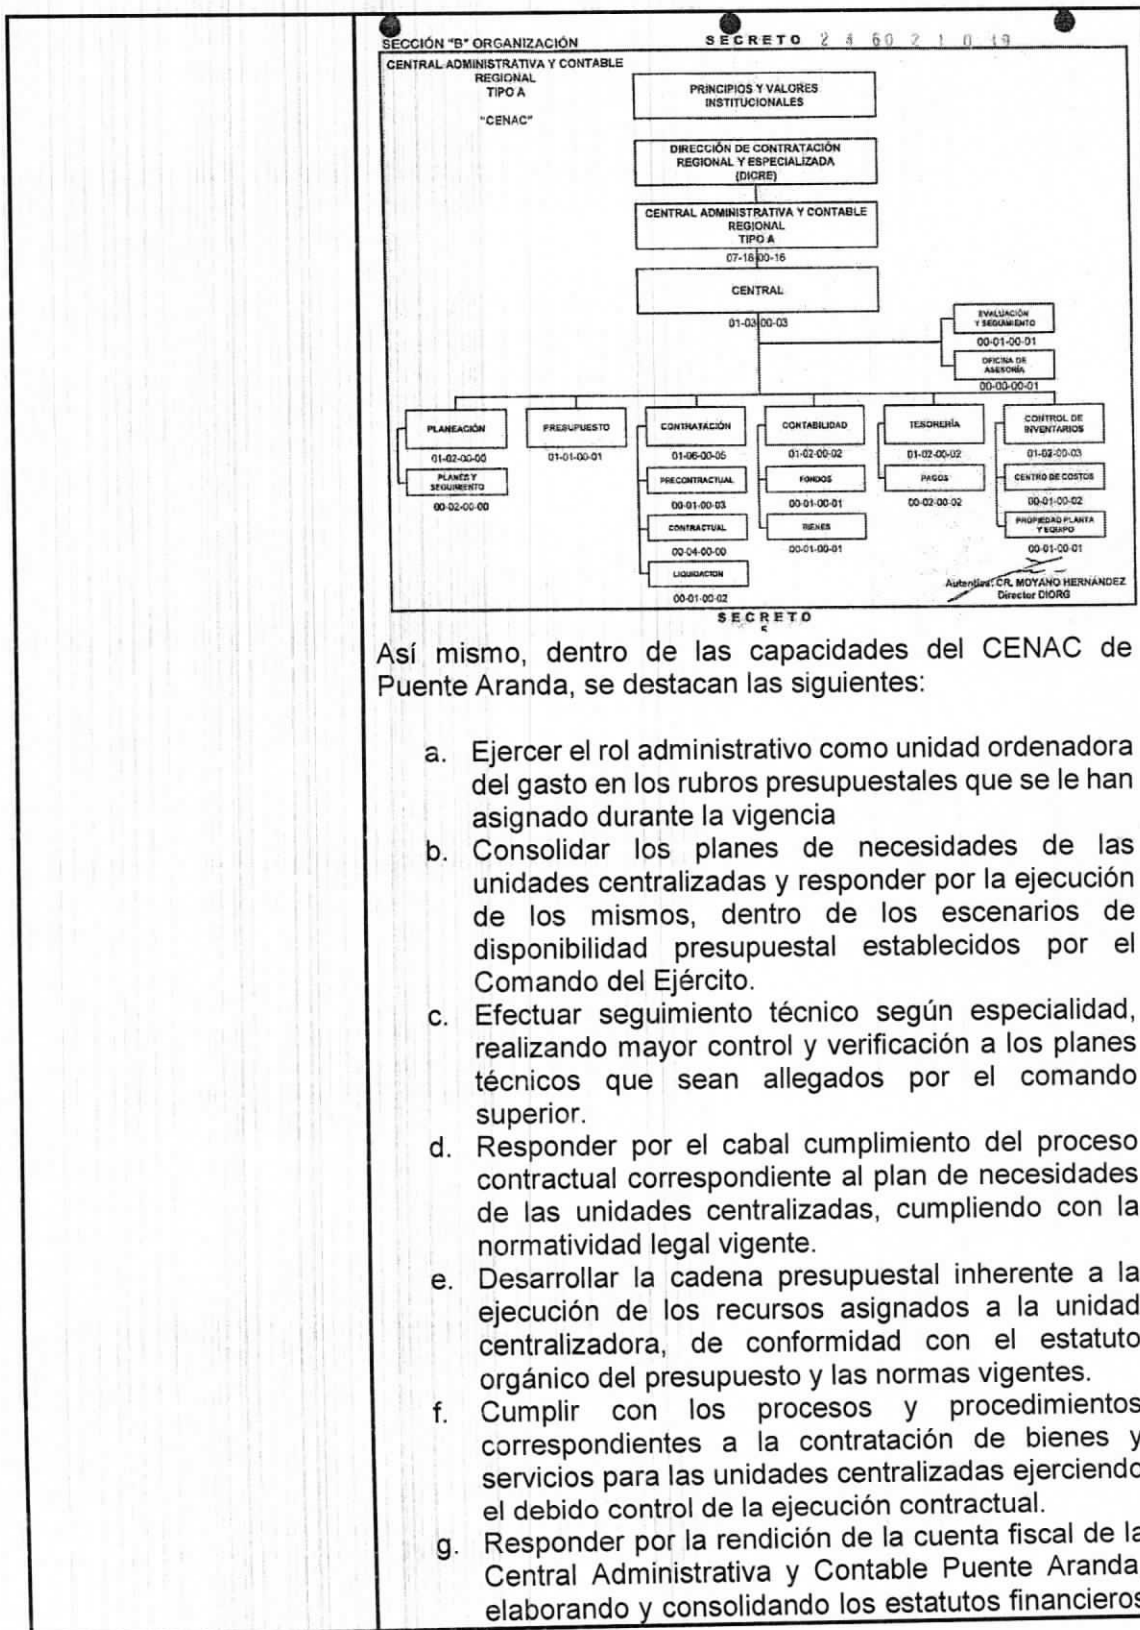 SECCIÓN "B" ORGANIZACIÓN
SECRETO 2 4 60 2 1 0 19
CENTRAL ADMINISTRATIVA Y CONTABLE
REGIONAL
TIPO A
"CENAC"
PRINCIPIOS Y VALORES
INSTITUCIONALES
DIRECCIÓN DE CONTRATACIÓN
REGIONAL Y ESPECIALIZADA
(DICRE)
CENTRAL ADMINISTRATIVA Y CONTABLE
REGIONAL
TIPO A
07-18-00-16
CENTRAL
01-03-00-03
EVALUACIÓN
Y SEGUIMIENTO
00-01-00-01
OFICINA DE
ASESORÍA
00-00-00-01
PLANEACIÓN
01-02-00-00
PLANES Y
SEGUIMIENTO
00-02-00-00
PRESUPUESTO
01-01-00-01
CONTRATACIÓN
01-06-00-05
PRECONTRACTUAL
00-01-00-03
CONTRACTUAL
00-04-00-00
LIQUIDACION
00-01-00-02
CONTABILIDAD
01-02-00-02
FONDOS
00-01-00-01
BIENES
00-01-00-01
TESORERÍA
01-02-00-02
PAGOS
00-02-00-02
CONTROL DE
INVENTARIOS
01-02-00-03
CENTRO DE COSTOS
00-01-00-02
PROPIEDAD PLANTA
Y EQUIPO
00-01-00-01
Autentica: CR. MOYANO HERNÁNDEZ
Director DIORG
SECRETO
5
Así mismo, dentro de las capacidades del CENAC de
Puente Aranda, se destacan las siguientes:
a. Ejercer el rol administrativo como unidad ordenadora
del gasto en los rubros presupuestales que se le han
asignado durante la vigencia
b. Consolidar los planes de necesidades de las
unidades centralizadas y responder por la ejecución
de los mismos, dentro de los escenarios de
disponibilidad presupuestal establecidos por el
Comando del Ejército.
c. Efectuar seguimiento técnico según especialidad,
realizando mayor control y verificación a los planes
técnicos que sean allegados por el comando
superior.
d. Responder por el cabal cumplimiento del proceso
contractual correspondiente al plan de necesidades
de las unidades centralizadas, cumpliendo con la
normatividad legal vigente.
e. Desarrollar la cadena presupuestal inherente a la
ejecución de los recursos asignados a la unidad
centralizadora, de conformidad con el estatuto
orgánico del presupuesto y las normas vigentes.
f. Cumplir con los procesos y procedimientos
correspondientes a la contratación de bienes y
servicios para las unidades centralizadas ejerciendo
el debido control de la ejecución contractual.
g. Responder por la rendición de la cuenta fiscal de la
Central Administrativa y Contable Puente Aranda
elaborando y consolidando los estatutos financieros